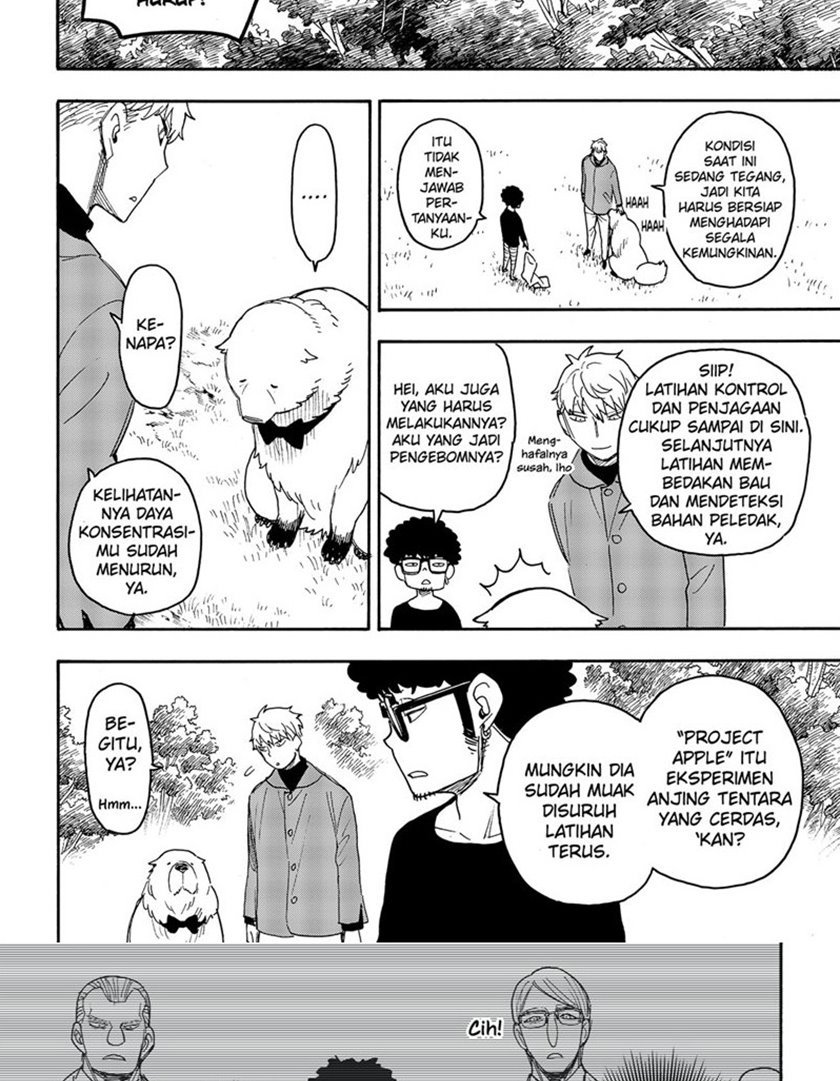 KONDISI
SAAT INI
SEDANG TEGANG,
JADI KITA
HARUS BERSIAP
MENGHADAPI
SEGALA
KEMUNGKINAN.
HAAH
HAAH
ITU
TIDAK
MEN-
JAWAB
PER-
TANYAAN-
KU.
SIIP!
LATIHAN KONTROL
DAN PENJAGAAN
CUKUP SAMPAI DI SINI.
SELANJUTNYA
LATIHAN MEM-
BEDAKAN BAU
DAN MENDETEKSI
BAHAN PELEDAK,
YA.
HEI, AKU JUGA
YANG HARUS
MELAKUKANNYA?
AKU YANG JADI
PENGEBOMNYA?
Meng-
hafalnya
susah, lho
....
KE-
NAPA?
KELIHATAN-
NYA DAYA
KONSENTRASI-
MU SUDAH
MENURUN,
YA.
“PROJECT
APPLE” ITU
EKSPERIMEN
ANJING TENTARA
YANG CERDAS,
‘KAN?
MUNGKIN DIA
SUDAH MUAK
DISURUH
LATIHAN
TERUS.
BE-
GITU,
YA?
Hmm...
Cih!